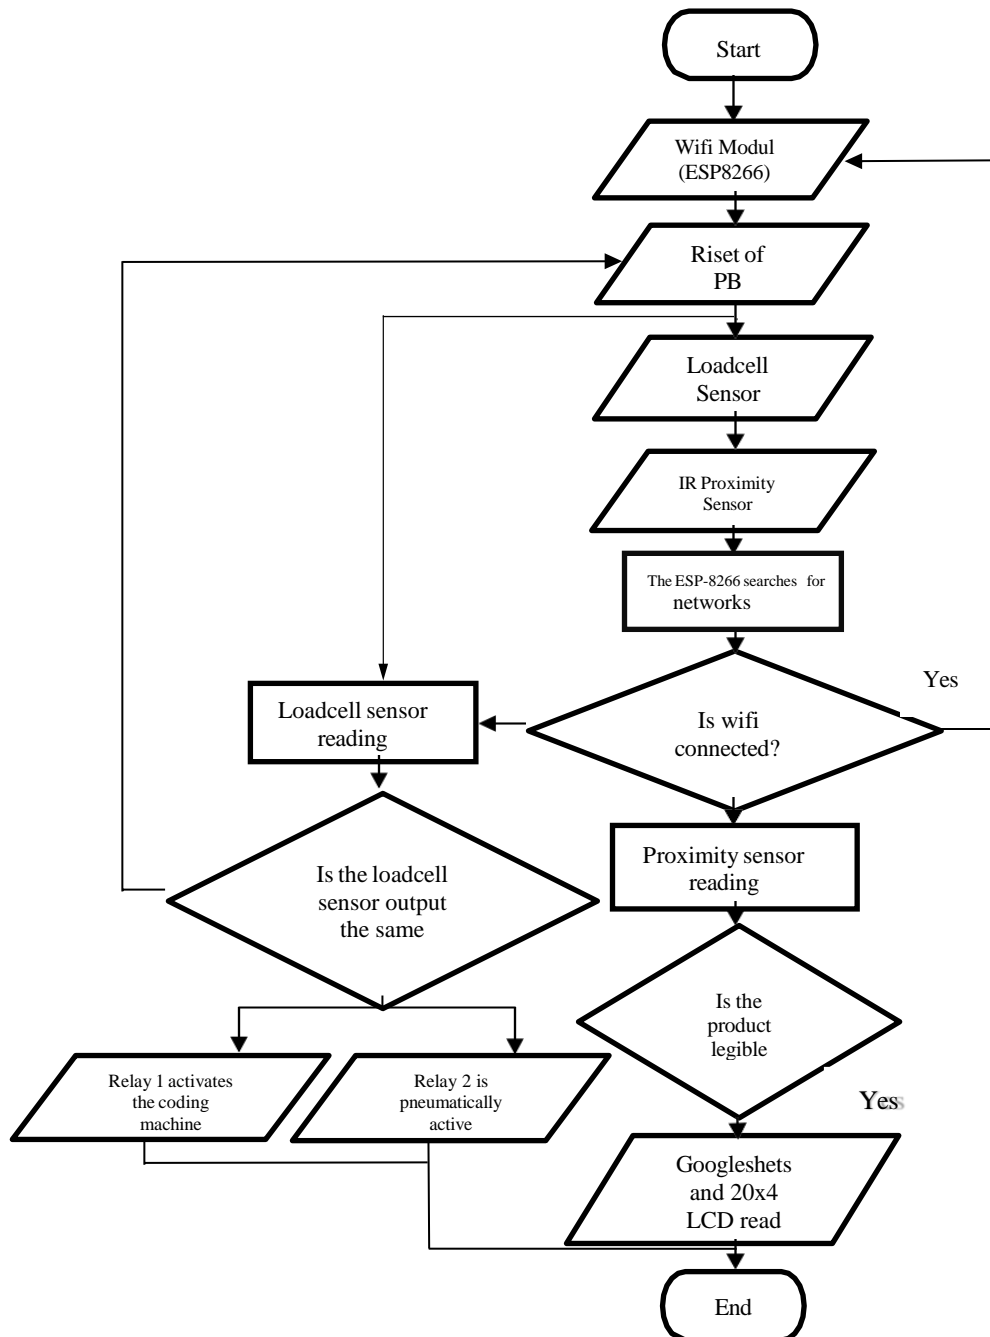 Start
Wifi Modul
(ESP8266)
Riset of
PB
Loadcell
Sensor
IR Proximity
Sensor
The ESP-8266 searches for
networks
Yes
Is wifi
connected?
Loadcell sensor
reading
Proximity sensor
reading
Is the loadcell
sensor output
the same
Is the
product
legible
Relay 1 activates
the coding
machine
Relay 2 is
pneumatically
active
Yes
Googleshets
and 20x4
LCD read
End